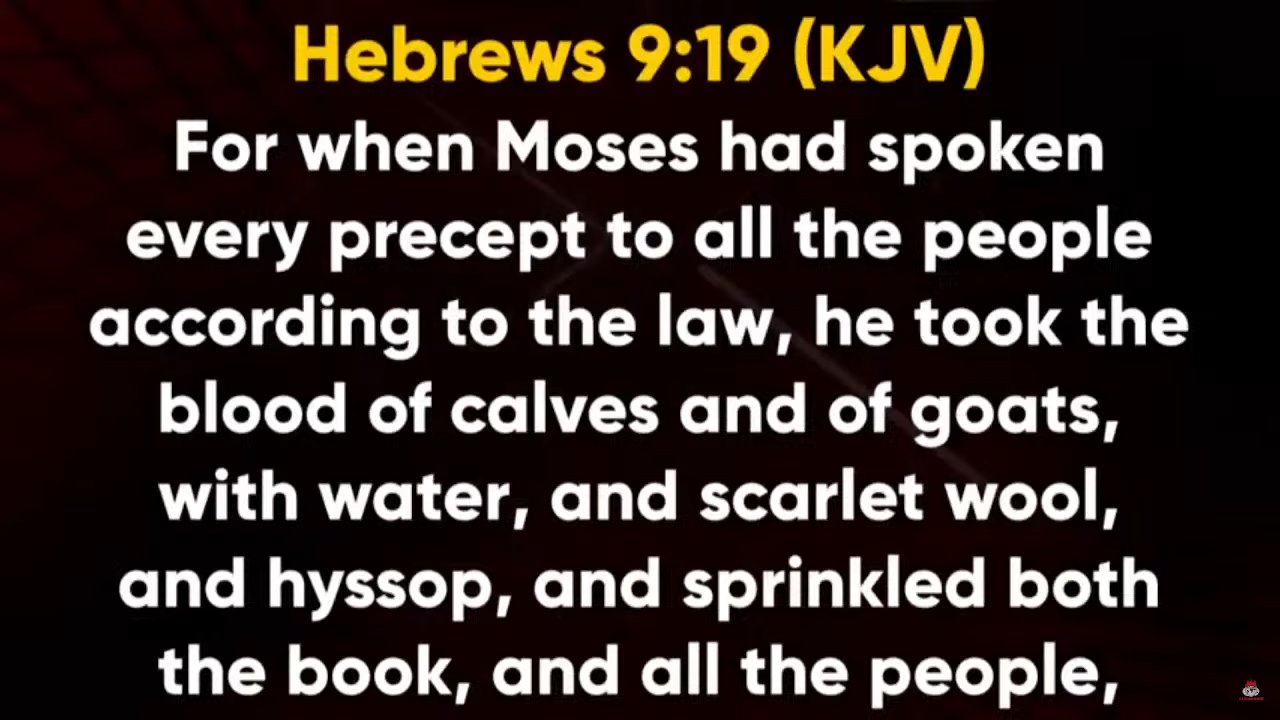 Hebrews 9:19 (KJV)
For when Moses had spoken
every precept to all the people
according to the law, he took the
blood of calves and of goats,
with water, and scarlet wool,
and hyssop, and sprinkled both
the book, and all the people,